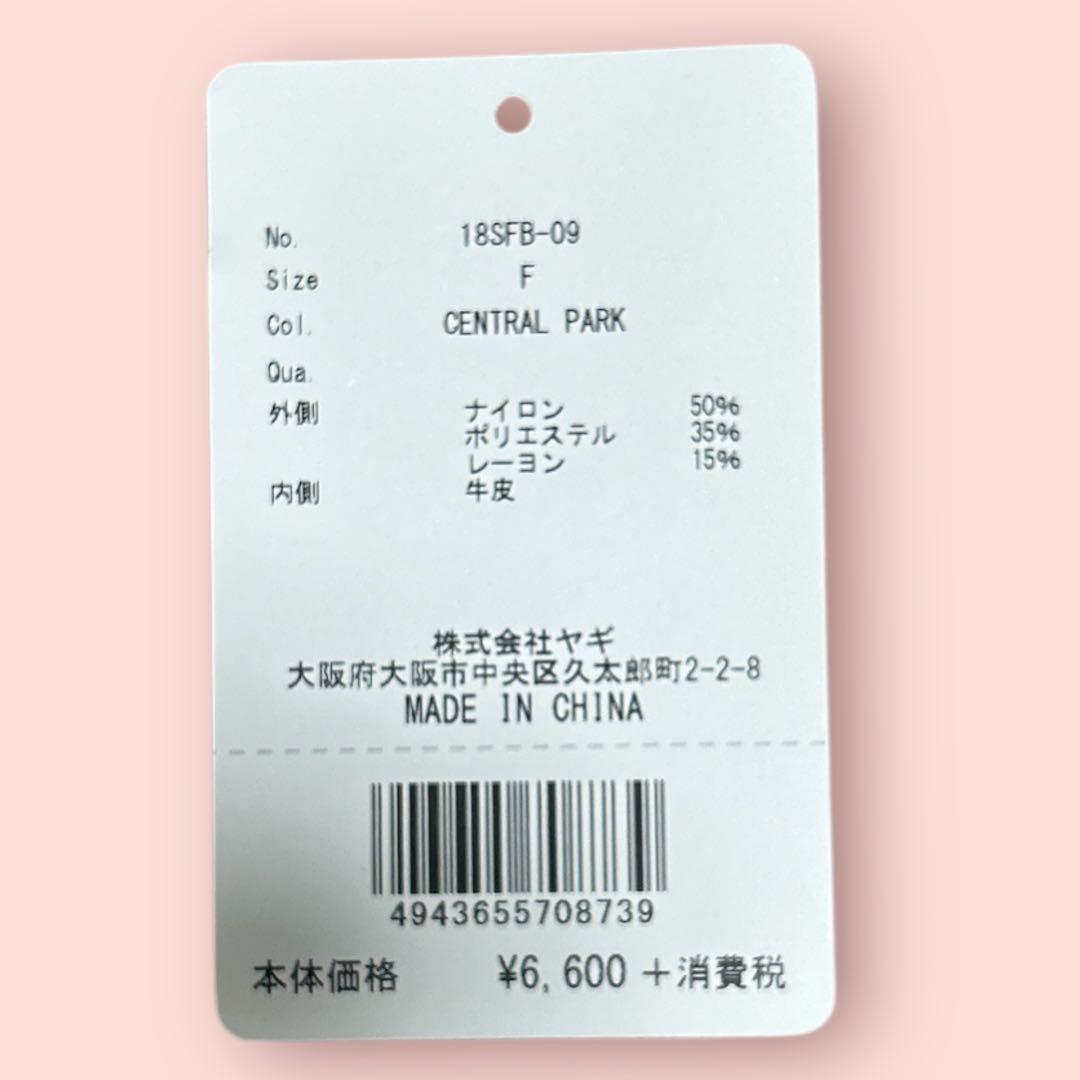 No. 18SFB-09
Size F
Col. CENTRAL PARK
Qua.
外側 ナイロン 50%
ポリエステル 35%
レーヨン 15%
内側 牛皮
株式会社ヤギ
大阪府大阪市中央区久太郎町2-2-8
MADE IN CHINA
4943655708739
本体価格 ¥6,600 +消費税